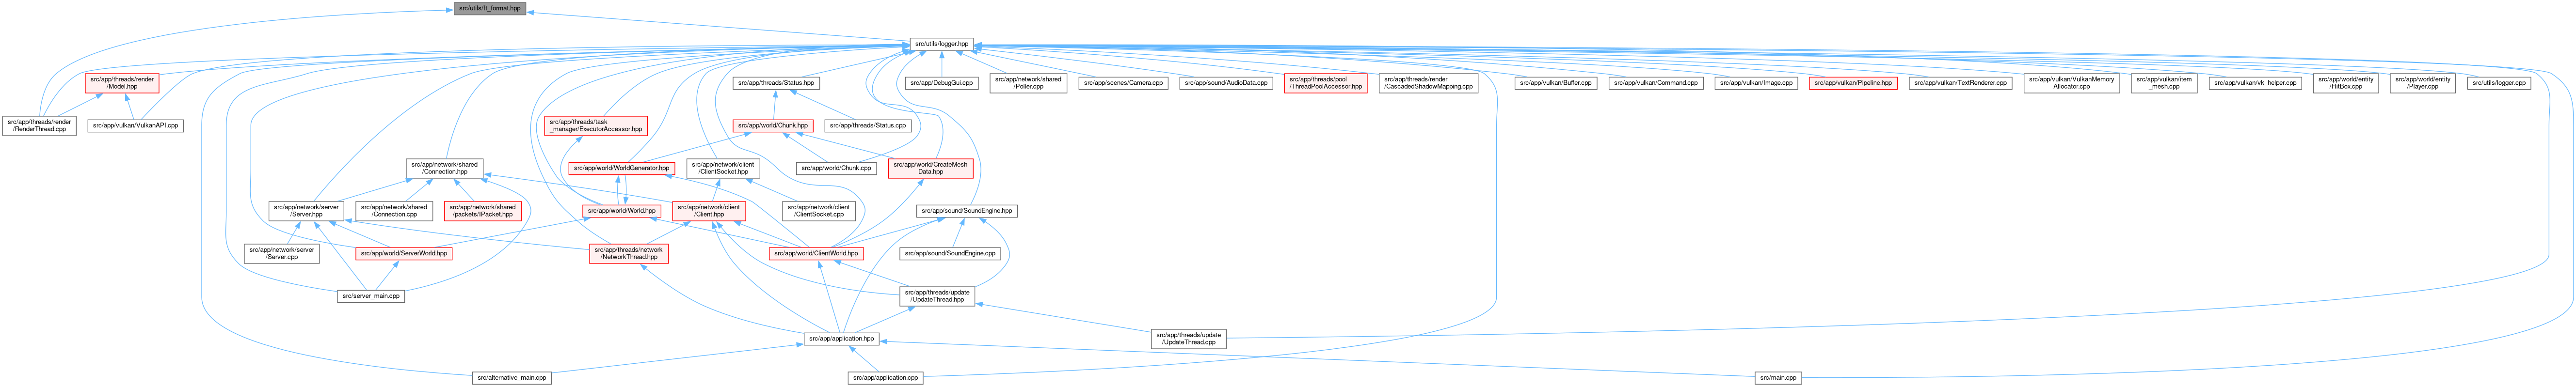 src/utils/ft_format.hpp
src/utils/logger.hpp
src/app/threads/render
/Model.hpp
src/app/threads/Status.hpp
src/app/DebugGui.cpp
src/app/network/shared
/Poller.cpp
src/app/scenes/Camera.cpp
src/app/sound/AudioData.cpp
src/app/threads/pool
/ThreadPoolAccessor.hpp
src/app/threads/render
/CascadedShadowMapping.cpp
src/app/vulkan/Buffer.cpp
src/app/vulkan/Command.cpp
src/app/vulkan/Image.cpp
src/app/vulkan/Pipeline.hpp
src/app/vulkan/TextRenderer.cpp
src/app/vulkan/VulkanMemory
Allocator.cpp
src/app/vulkan/tiem
_mesh.cpp
src/app/vulkan/vk_helper.cpp
src/app/world/entity
/HitBox.cpp
src/app/world/entity
/Player.cpp
src/utils/logger.cpp
src/app/threads/render
/RenderThread.cpp
src/app/vulkan/VulkanAPI.cpp
src/app/threads/task
_manager/ExecutorAccessor.hpp
src/app/world/Chunk.hpp
src/app/threads/Status.cpp
src/app/network/shared
/Connection.hpp
src/app/world/WorldGenerator.hpp
src/app/network/client
/ClientSocket.hpp
src/app/world/Chunk.cpp
src/app/world/CreateMesh
Data.hpp
src/app/network/server
/Server.hpp
src/app/network/shared
/Connection.cpp
src/app/network/shared
/packets/IPacket.hpp
src/app/world/World.hpp
src/app/network/client
/Client.hpp
src/app/network/client
/ClientSocket.cpp
src/app/sound/SoundEngine.hpp
src/app/network/server
/Server.cpp
src/app/world/ServerWorld.hpp
src/app/threads/network
/NetworkThread.hpp
src/app/world/ClientWorld.hpp
src/app/sound/SoundEngine.cpp
src/server_main.cpp
src/app/threads/update
/UpdateThread.hpp
src/app/application.hpp
src/app/threads/update
/UpdateThread.cpp
src/alternative_main.cpp
src/app/application.cpp
src/main.cpp